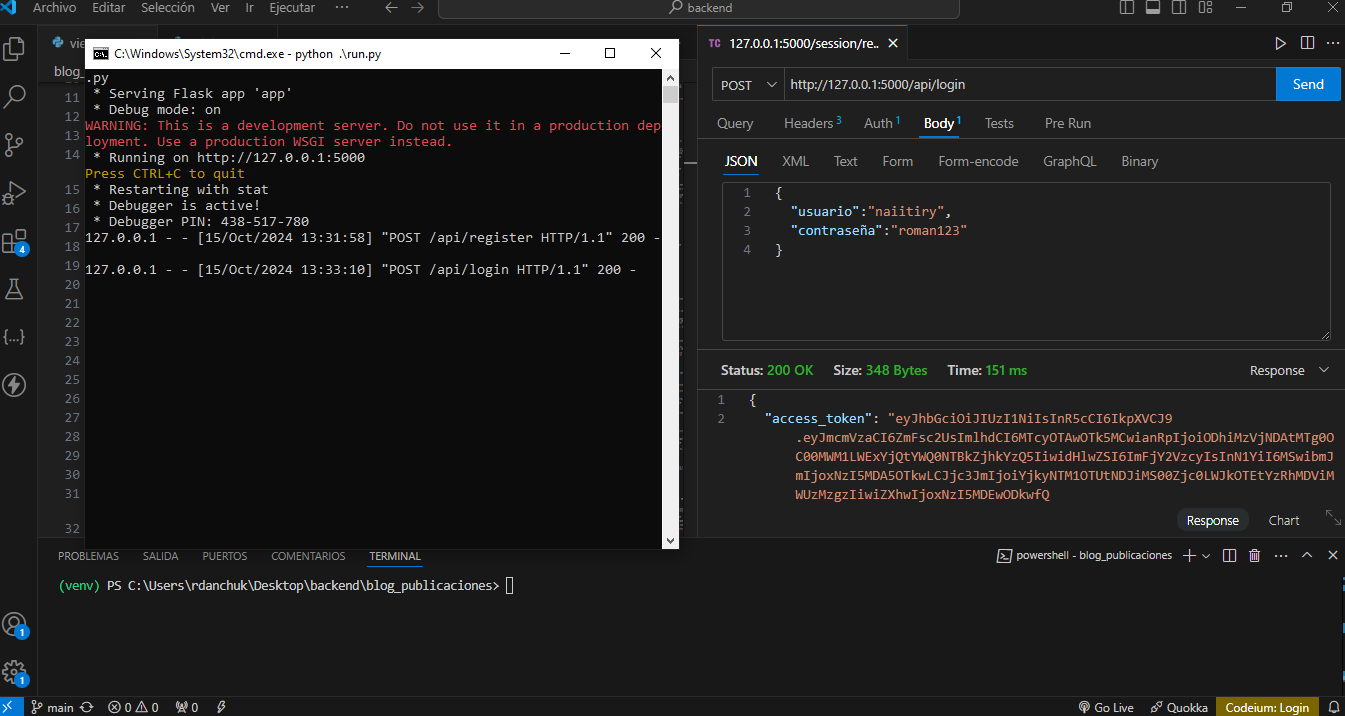 Archivo Editar Selección Ver Ir Ejecutar ··· backend
C:\Windows\System32\cmd.exe - python .\run.py
blog_
.py
* Serving Flask app 'app'
* Debug mode: on
WARNING: This is a development server. Do not use it in a production dep
loyment. Use a production WSGI server instead.
* Running on http://127.0.0.1:5000
Press CTRL+C to quit
* Restarting with stat
* Debugger is active!
* Debugger PIN: 438-517-780
127.0.0.1 - - [15/Oct/2024 13:31:58] "POST /api/register HTTP/1.1" 200 -
127.0.0.1 - - [15/Oct/2024 13:33:10] "POST /api/login HTTP/1.1" 200 -
11
12
13
14
15
16
17
18
19
20
21
22
23
24
25
26
27
28
29
30
31
32
4
TC 127.0.0.1:5000/session/re..
POST http://127.0.0.1:5000/api/login Send
Query Headers 3 Auth 1 Body 1 Tests Pre Run
JSON XML Text Form Form-encode GraphQL Binary
1 {
2 "usuario":"naiitiry",
3 "contraseña":"roman123"
4 }
Status: 200 OK Size: 348 Bytes Time: 151 ms Response
1 {
2 "access_token": "eyJhbGciOiJIUzI1NiIsInR5cCI6IkpXVCJ9
.eyJmcmVzaCI6ZmFsc2UsImlhdCI6MTcyOTAwOTk5MCwianRpIjoiODhiMzVjNDAtMTg0O
C00MWM1LWExYjQtYWQ0NTBkZjhkYzQ5IiwidHlwZSI6ImFjY2VzcyIsInN1YiI6MSwibmJ
mIjoxNzI5MDA5OTkwLCJjc3JmIjoiYjkyNTM1OTUtNDJiMS00Zjc0LWJkOTEtYzRhMDViM
WUzMzgzIiwiZXhwIjoxNzI5MDEwODkwfQ
Response Chart
PROBLEMAS SALIDA PUERTOS COMENTARIOS TERMINAL powershell - blog_publicaciones
(venv) PS C:\Users\rdanchuk\Desktop\backend\blog_publicaciones>
1
1
main 0 0 0 Go Live Quokka Codeium: Login